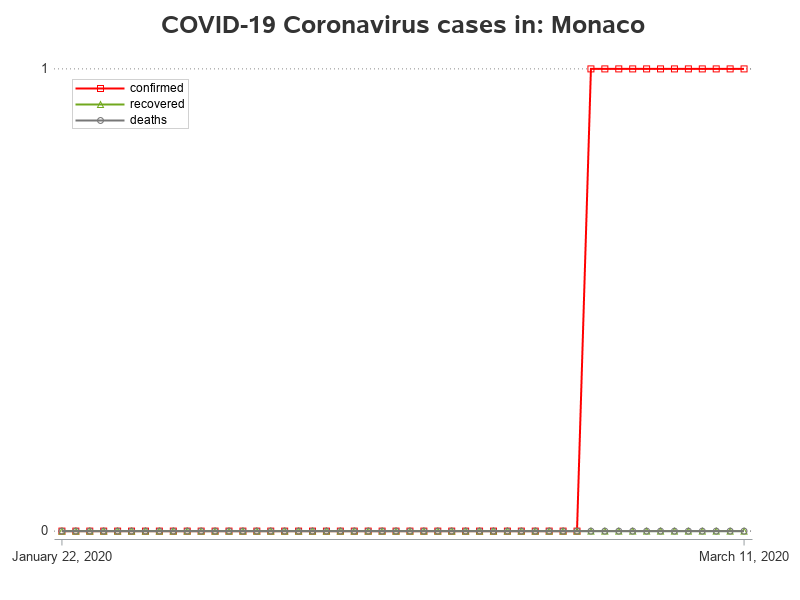 COVID-19 Coronavirus cases in: Monaco
1
confirmed
recovered
deaths
0
January 22, 2020
March 11, 2020